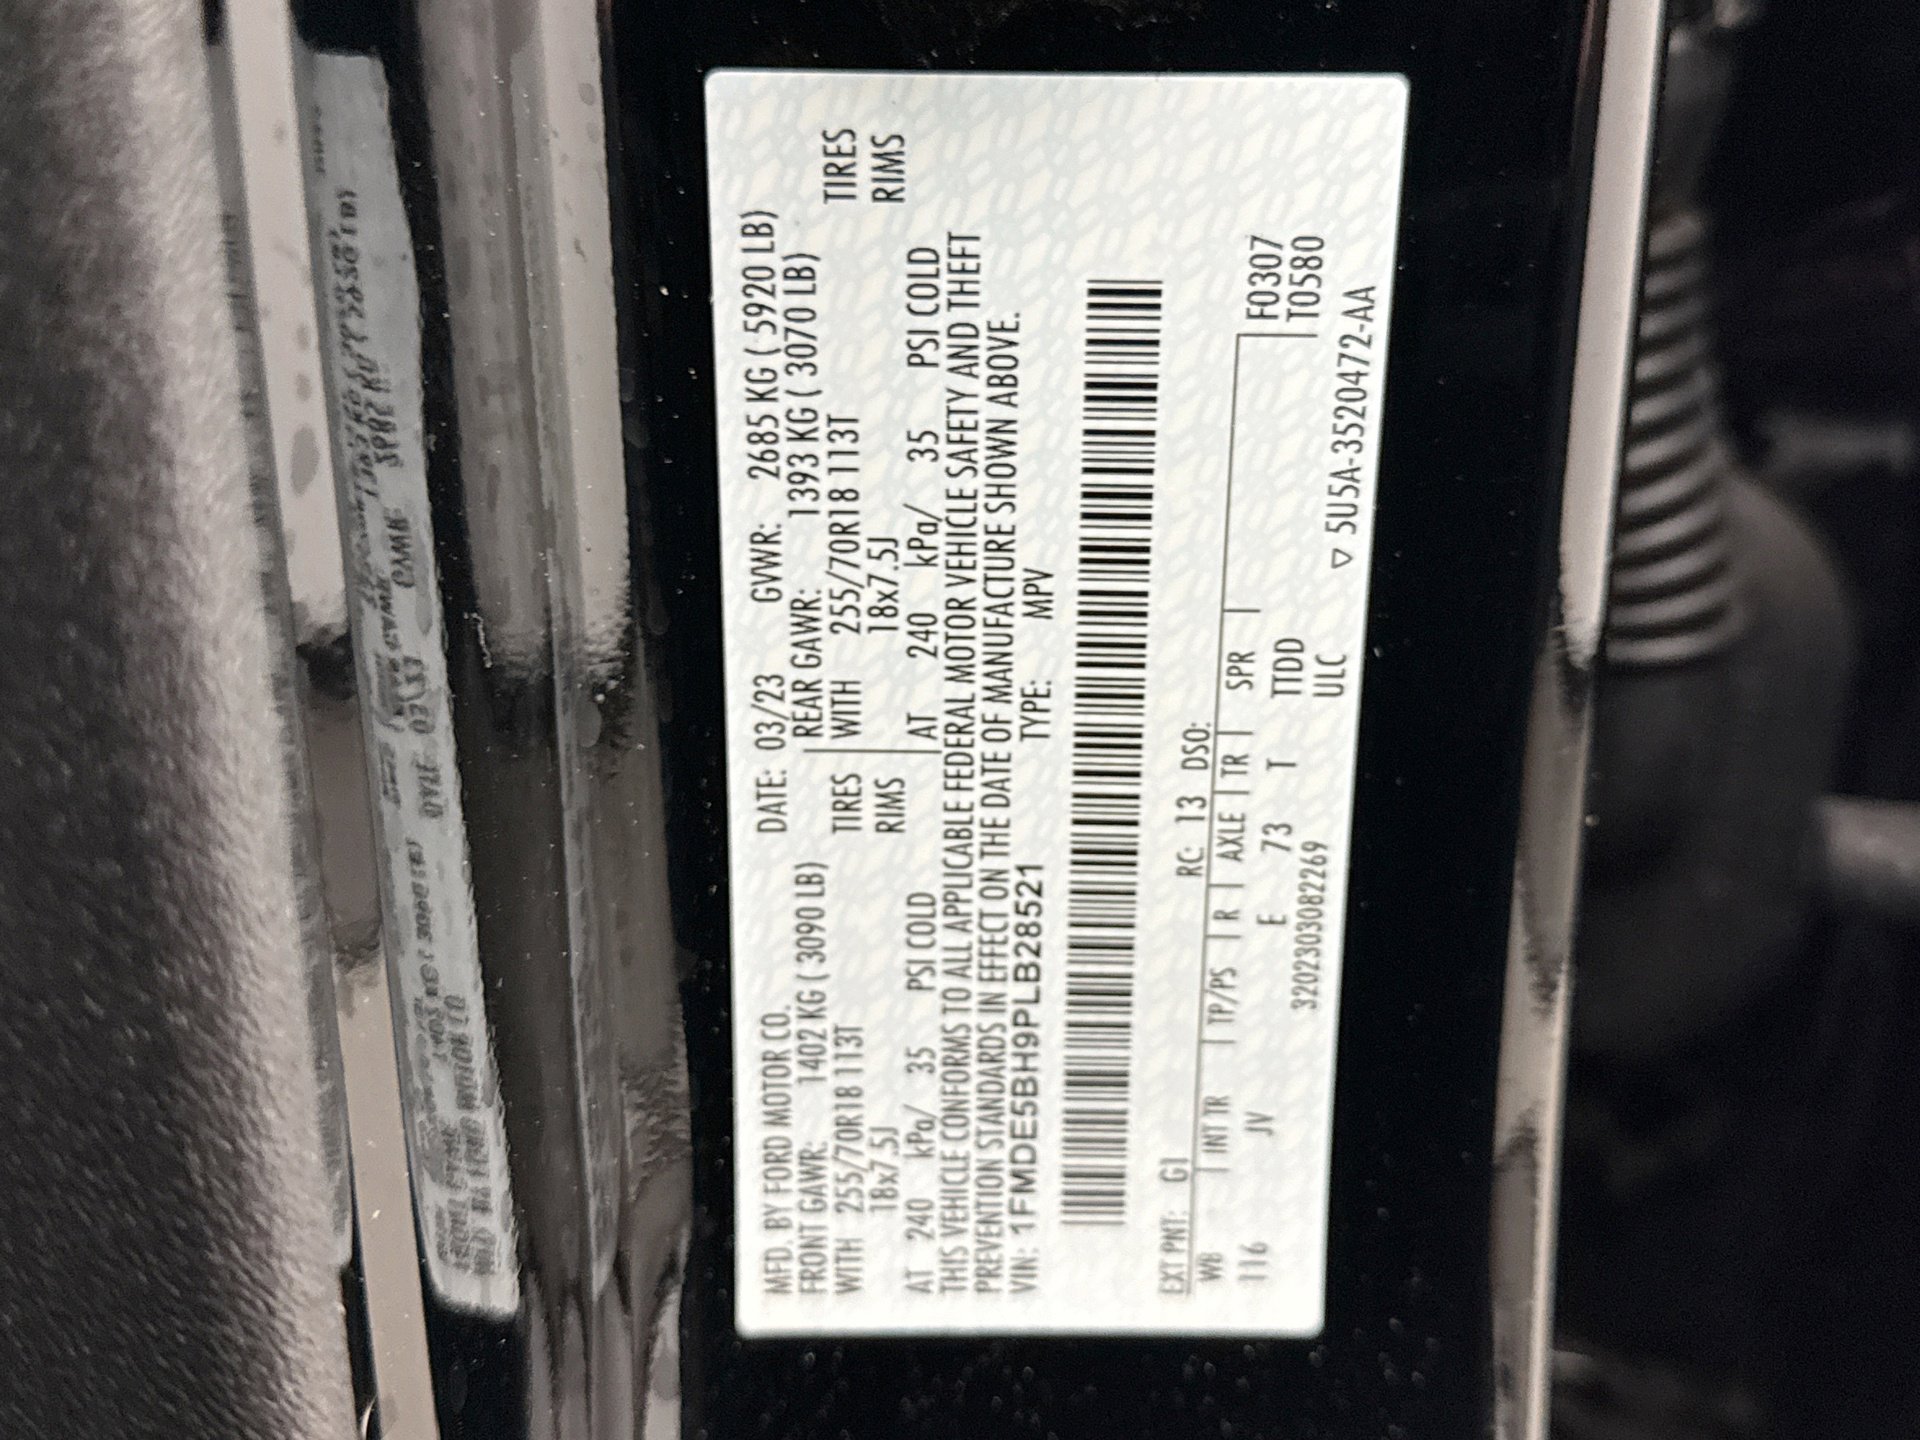 MFD. BY FORD MOTOR CO.
DATE: 03/23 GVWR: 2685 KG ( 5920 LB)
FRONT GAWR: 1402 KG ( 3090 LB)
REAR GAWR: 1393 KG ( 3070 LB)
WITH 255/70R18 113T TIRES
WITH 255/70R18 113T TIRES
18x7.5J RIMS
18x7.5J RIMS
AT 240 kPa/ 35 PSI COLD
AT 240 kPa/ 35 PSI COLD
THIS VEHICLE CONFORMS TO ALL APPLICABLE FEDERAL MOTOR VEHICLE SAFETY AND THEFT
PREVENTION STANDARDS IN EFFECT ON THE DATE OF MANUFACTURE SHOWN ABOVE.
VIN: 1FMDE5BH9PLB28521 TYPE: MPV
EXT PNT: G1 RC: 13 DSO:
WB INT TR TP/PS R AXLE TR SPR F0307
116 JV E 73 T TTDD T0580
3202303082269 ULC
▽ 5U5A-3520472-AA